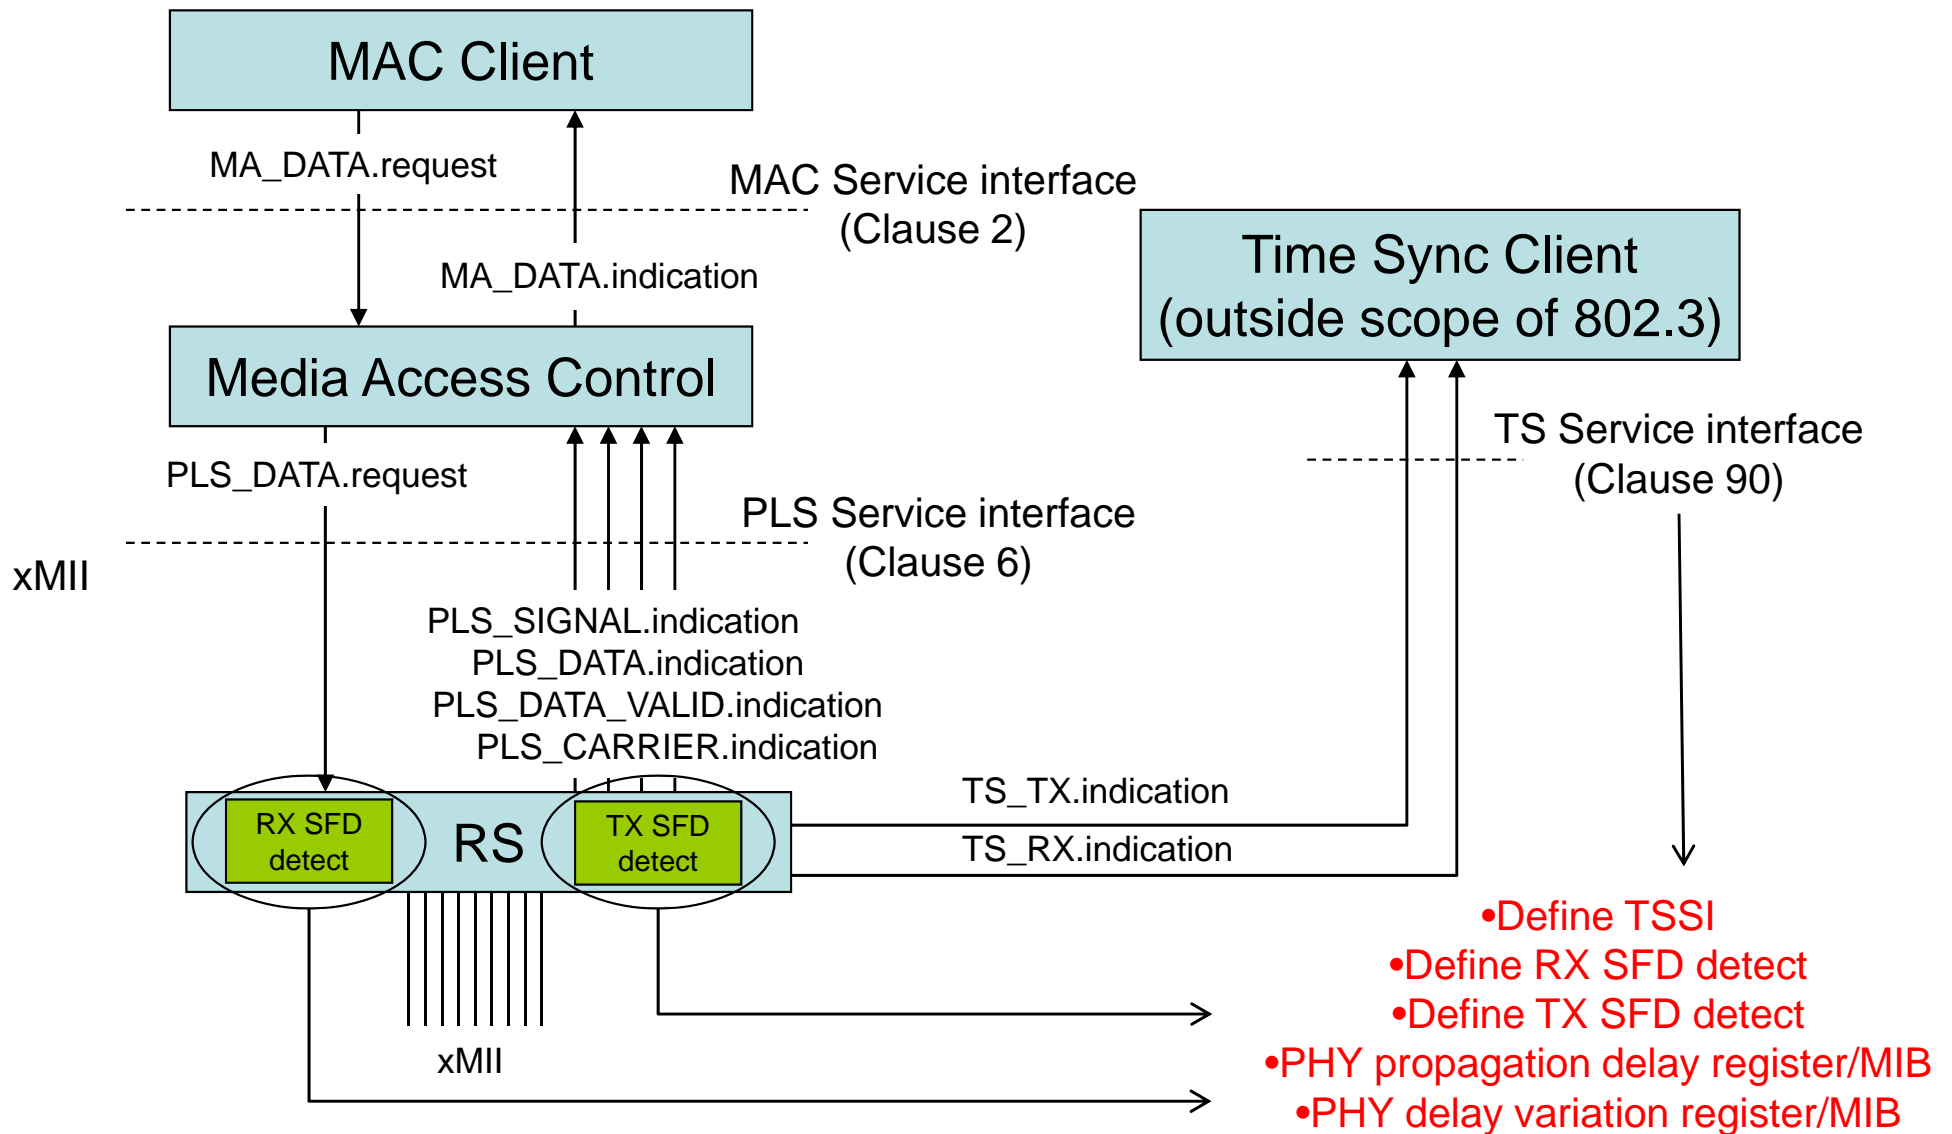 MAC Client
MA_DATA.request
MAC Service interface
(Clause 2)
MA_DATA.indication
Time Sync Client
(outside scope of 802.3)
Media Access Control
TS Service interface
(Clause 90)
PLS_DATA.request
PLS Service interface
(Clause 6)
xMII
PLS_SIGNAL.indication
PLS_DATA.indication
PLS_DATA_VALID.indication
PLS_CARRIER.indication
TS_TX.indication
RX SFD
detect
RS
TX SFD
detect
TS_RX.indication
•Define TSSI
•Define RX SFD detect
•Define TX SFD detect
xMII
•PHY propagation delay register/MIB
•PHY delay variation register/MIB